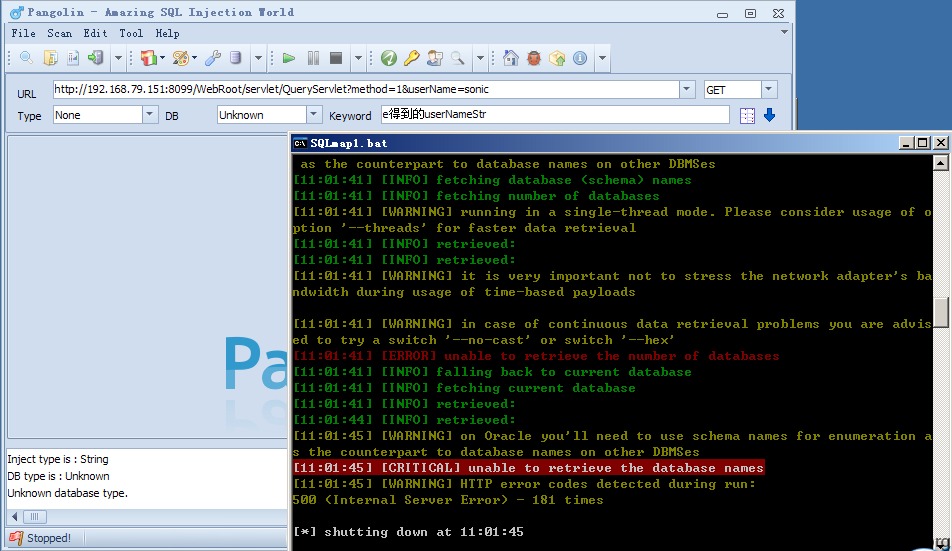 Pangolin - Amazing SQL Injection World
File Scan Edit Tool Help
URL http://192.168.79.151:8099/WebRoot/servlet/QueryServlet?method=1&userName=sonic GET
Type None DB Unknown Keyword e得到的userNameStr
SQLmap1.bat
as the counterpart to database names on other DBMSes
[11:01:41] [INFO] fetching database (schema) names
[11:01:41] [INFO] fetching number of databases
[11:01:41] [WARNING] running in a single-thread mode. Please consider usage of o
ption '--threads' for faster data retrieval
[11:01:41] [INFO] retrieved:
[11:01:41] [INFO] retrieved:
[11:01:41] [WARNING] it is very important not to stress the network adapter's ba
ndwidth during usage of time-based payloads
[11:01:41] [WARNING] in case of continuous data retrieval problems you are advis
ed to try a switch '--no-cast' or switch '--hex'
[11:01:41] [ERROR] unable to retrieve the number of databases
[11:01:41] [INFO] falling back to current database
[11:01:41] [INFO] fetching current database
[11:01:41] [INFO] retrieved:
[11:01:44] [INFO] retrieved:
[11:01:45] [WARNING] on Oracle you'll need to use schema names for enumeration a
s the counterpart to database names on other DBMSes
[11:01:45] [CRITICAL] unable to retrieve the database names
[11:01:45] [WARNING] HTTP error codes detected during run:
500 (Internal Server Error) - 181 times
[*] shutting down at 11:01:45
Pa
Inject type is : String
DB type is : Unknown
Unknown database type.
Stopped!